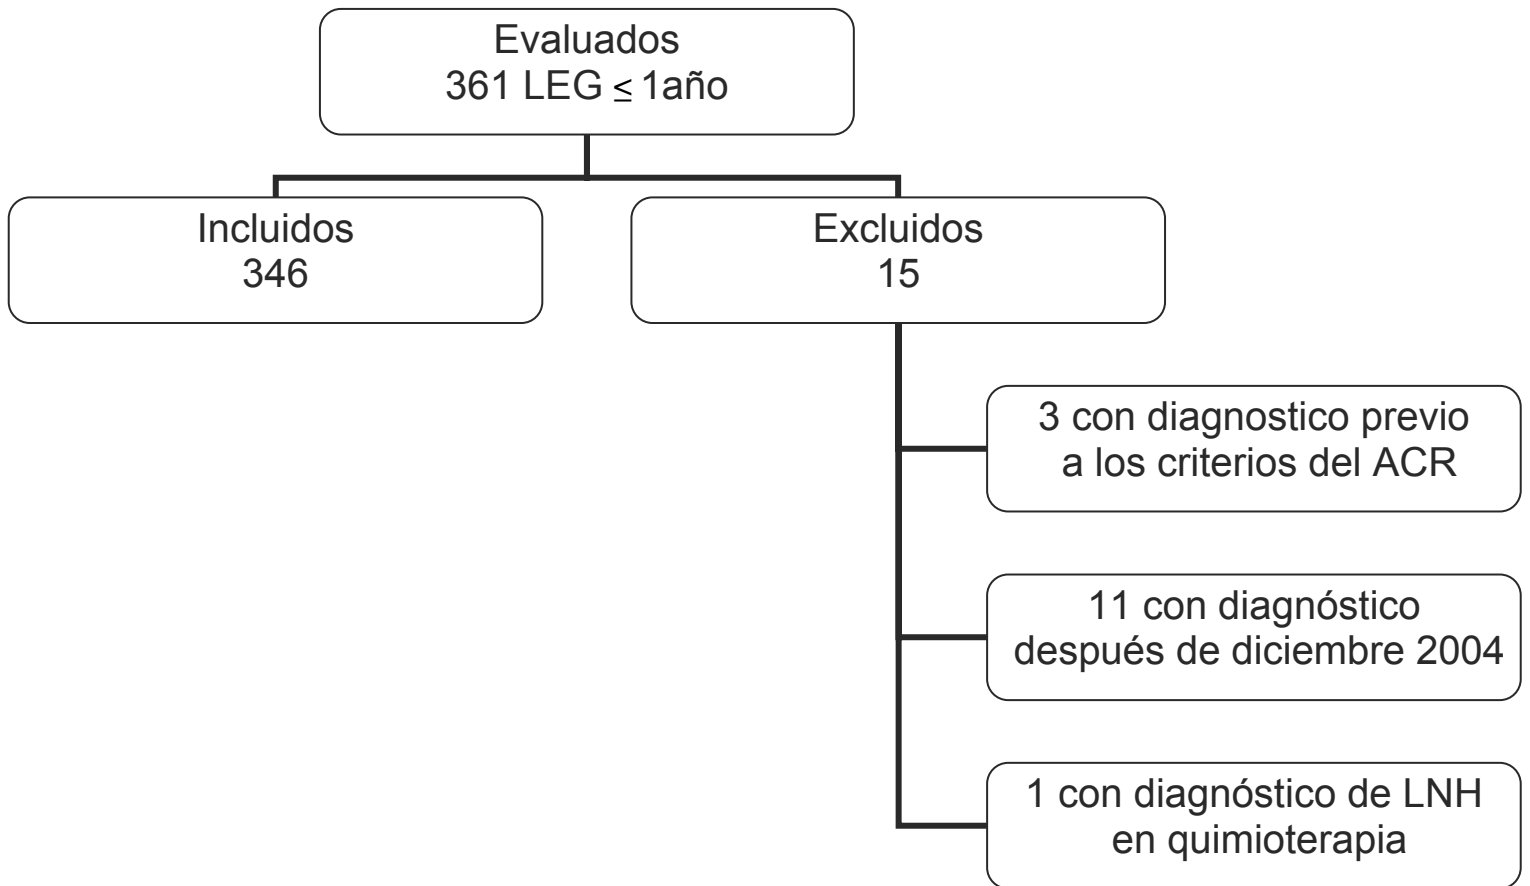 Evaluados
361 LEG ≤ 1año
Incluidos
346
Excluidos
15
3 con diagnostico previo
a los criterios del ACR
11 con diagnóstico
después de diciembre 2004
1 con diagnóstico de LNH
en quimioterapia